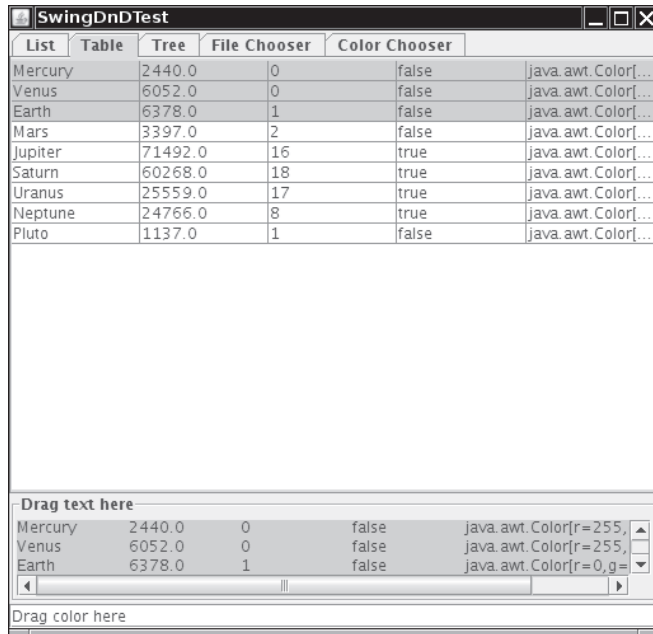 SwingDnDTest
List Table Tree File Chooser Color Chooser
Mercury 2440.0 0 false java.awt.Color[...
Venus 6052.0 0 false java.awt.Color[...
Earth 6378.0 1 false java.awt.Color[...
Mars 3397.0 2 false java.awt.Color[...
Jupiter 71492.0 16 true java.awt.Color[...
Saturn 60268.0 18 true java.awt.Color[...
Uranus 25559.0 17 true java.awt.Color[...
Neptune 24766.0 8 true java.awt.Color[...
Pluto 1137.0 1 false java.awt.Color[...
Drag text here
Mercury 2440.0 0 false java.awt.Color[r=255,
Venus 6052.0 0 false java.awt.Color[r=255,
Earth 6378.0 1 false java.awt.Color[r=0,g=
Drag color here